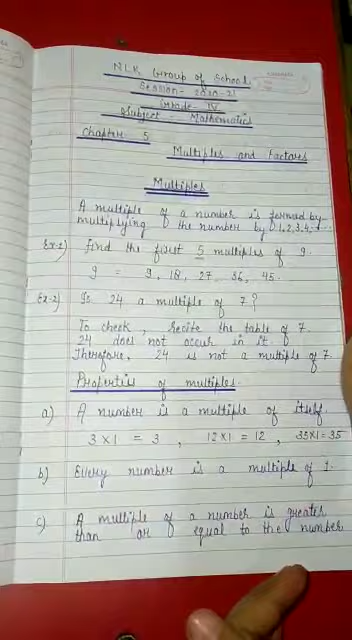 NLK Group of School
Session - 2020-21
Grade - IV
Subject - Mathematics
Chapter 5
Multiples and Factors
Multiples
A multiple of a number is formed by
multiplying the number by 1,2,3,4,....
Ex-1) Find the first 5 multiples of 9.
9 = 9, 18, 27, 36, 45.
Ex-2) Is 24 a multiple of 7?
To check, recite the table of 7.
24 does not occur in it.
Therefore, 24 is not a multiple of 7.
Properties of multiples.
a) A number is a multiple of itself.
3×1 = 3, 12×1 = 12, 35×1=35
b) Every number is a multiple of 1.
c) A multiple of a number is greater
than or equal to the number